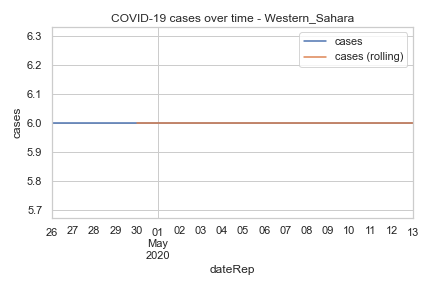 COVID-19 cases over time - Western_Sahara
cases
cases (rolling)
6.3
6.2
6.1
6.0
5.9
5.8
5.7
cases
26 27 28 29 30 01 02 03 04 05 06 07 08 09 10 11 12 13
May
2020
dateRep